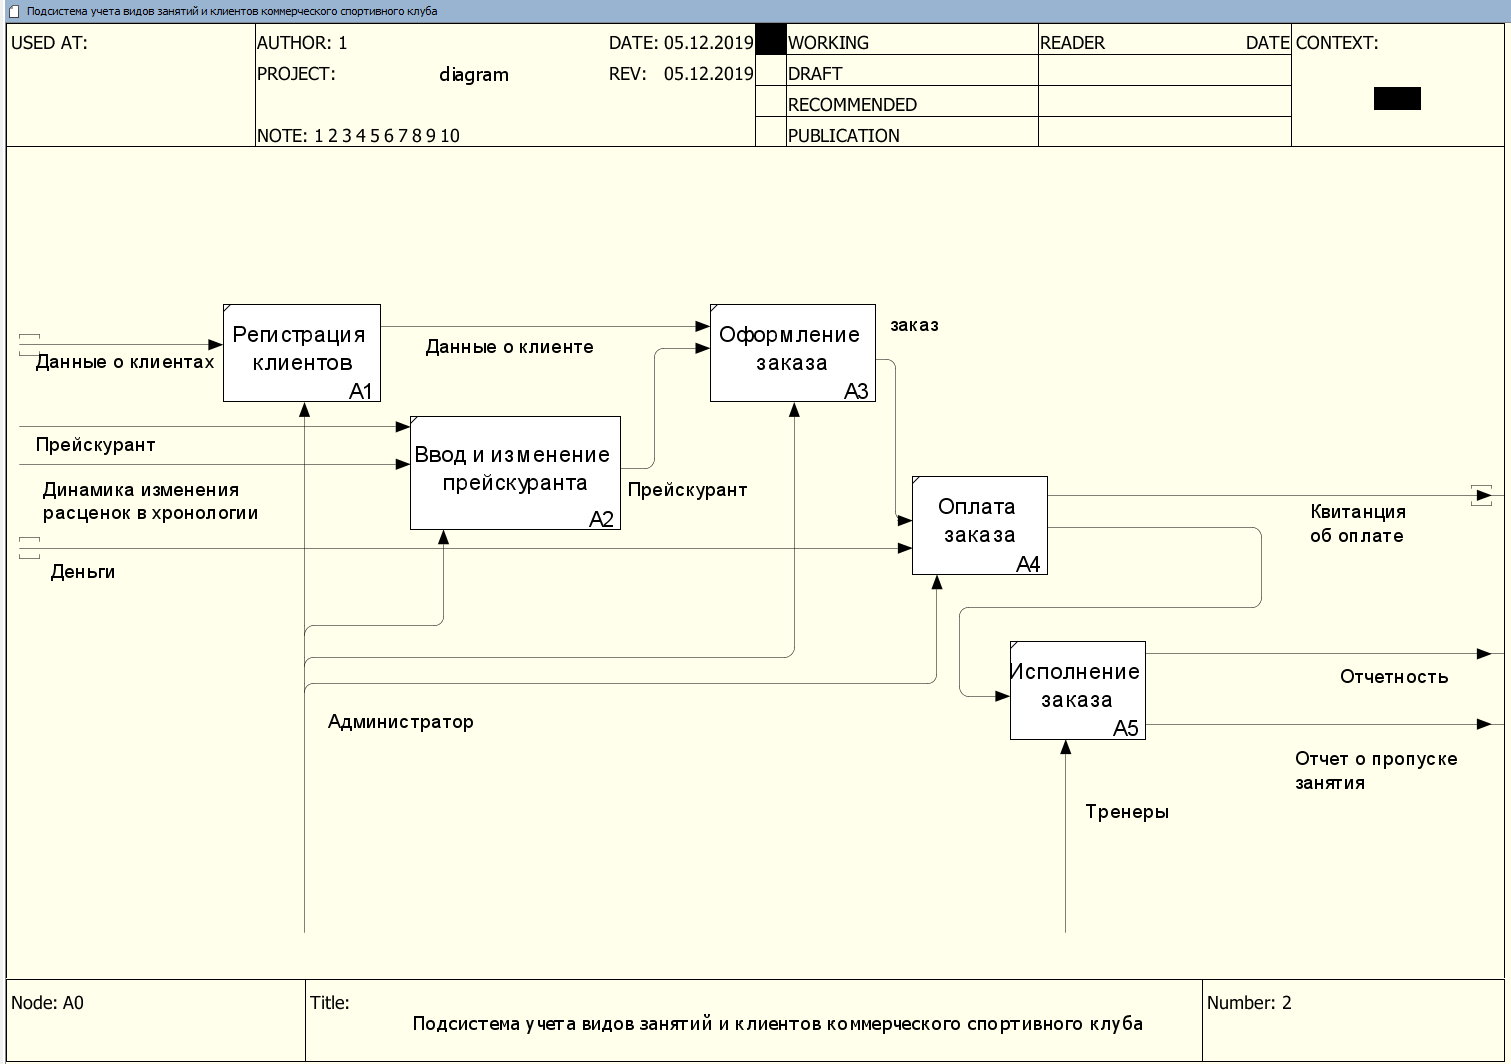 Подсистема учета видов занятий и клиентов коммерческого спортивного клуба
USED AT:
AUTHOR: 1
DATE: 05.12.2019
WORKING
READER
DATE
CONTEXT:
PROJECT:
diagram
REV: 05.12.2019
DRAFT
RECOMMENDED
NOTE: 1 2 3 4 5 6 7 8 9 10
PUBLICATION
Регистрация
клиентов
A1
Оформление
заказа
A3
заказ
Данные о клиентах
Данные о клиенте
Прейскурант
Ввод и изменение
прейскуранта
A2
Прейскурант
Динамика изменения
расценок в хронологии
Оплата
заказа
A4
Квитанция
об оплате
Деньги
Исполнение
заказа
A5
Отчетность
Администратор
Отчет о пропуске
занятия
Тренеры
Node: A0
Title:
Подсистема учета видов занятий и клиентов коммерческого спортивного клуба
Number: 2